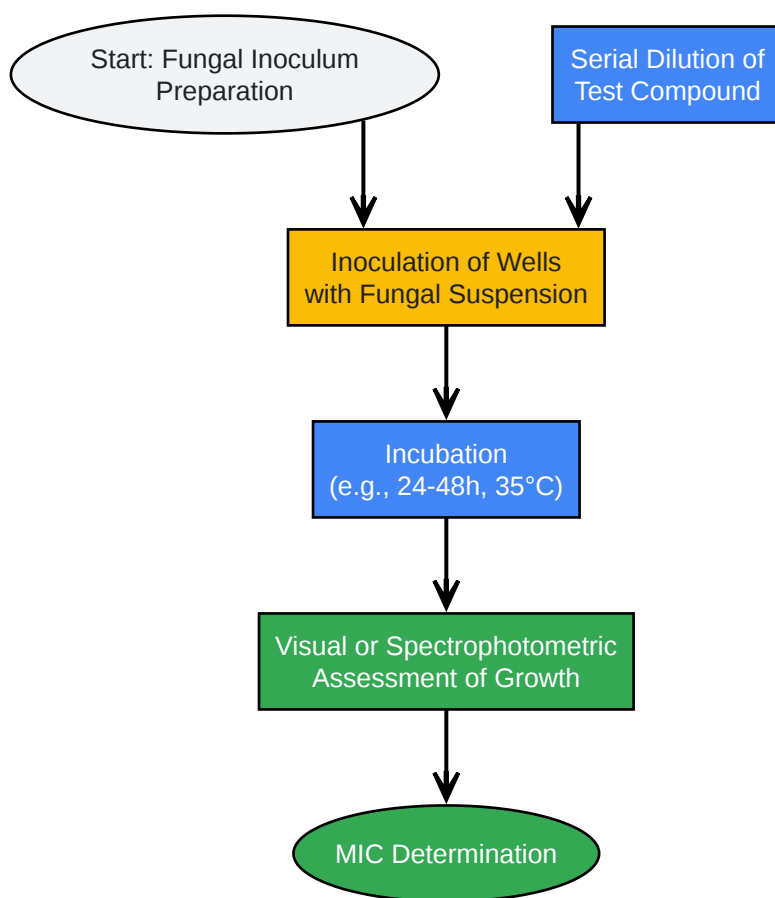 Start: Fungal Inoculum
Preparation
Serial Dilution of
Test Compound
Inoculation of Wells
with Fungal Suspension
Incubation
(e.g., 24-48h, 35°C)
Visual or Spectrophotometric
Assessment of Growth
MIC Determination